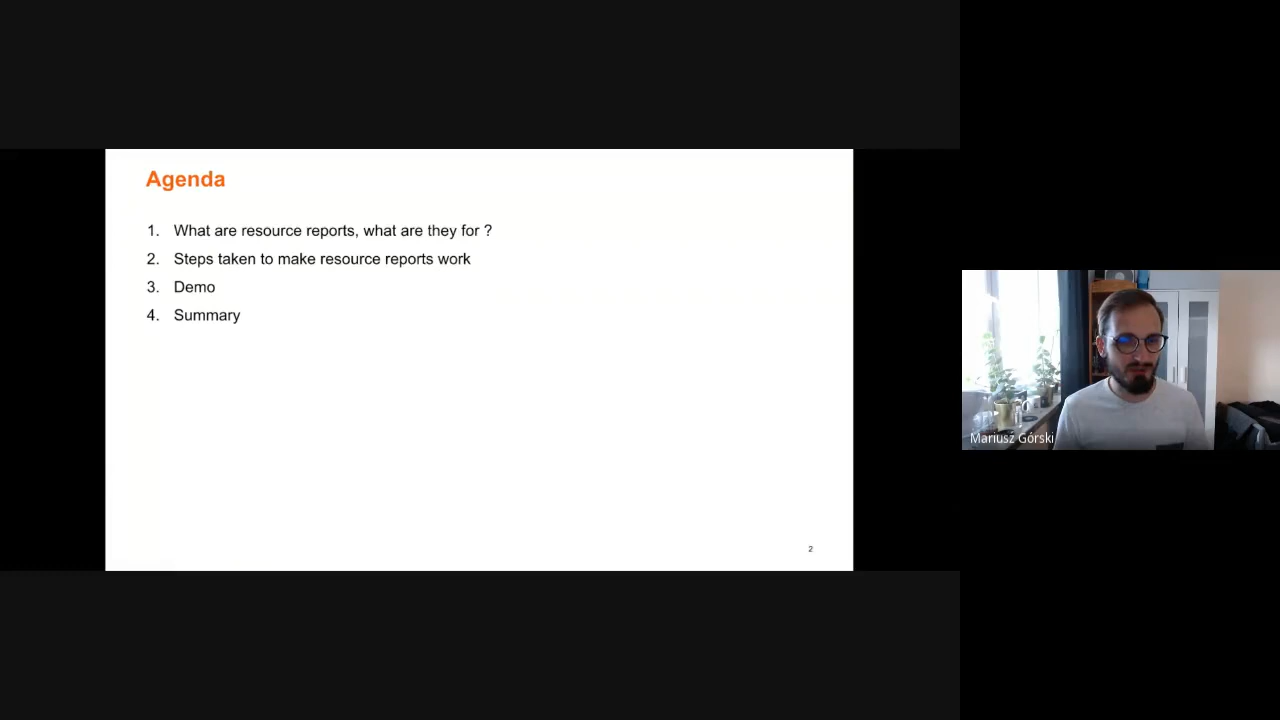 Agenda
1. What are resource reports, what are they for ?
2. Steps taken to make resource reports work
3. Demo
4. Summary
2
Mariusz Górski